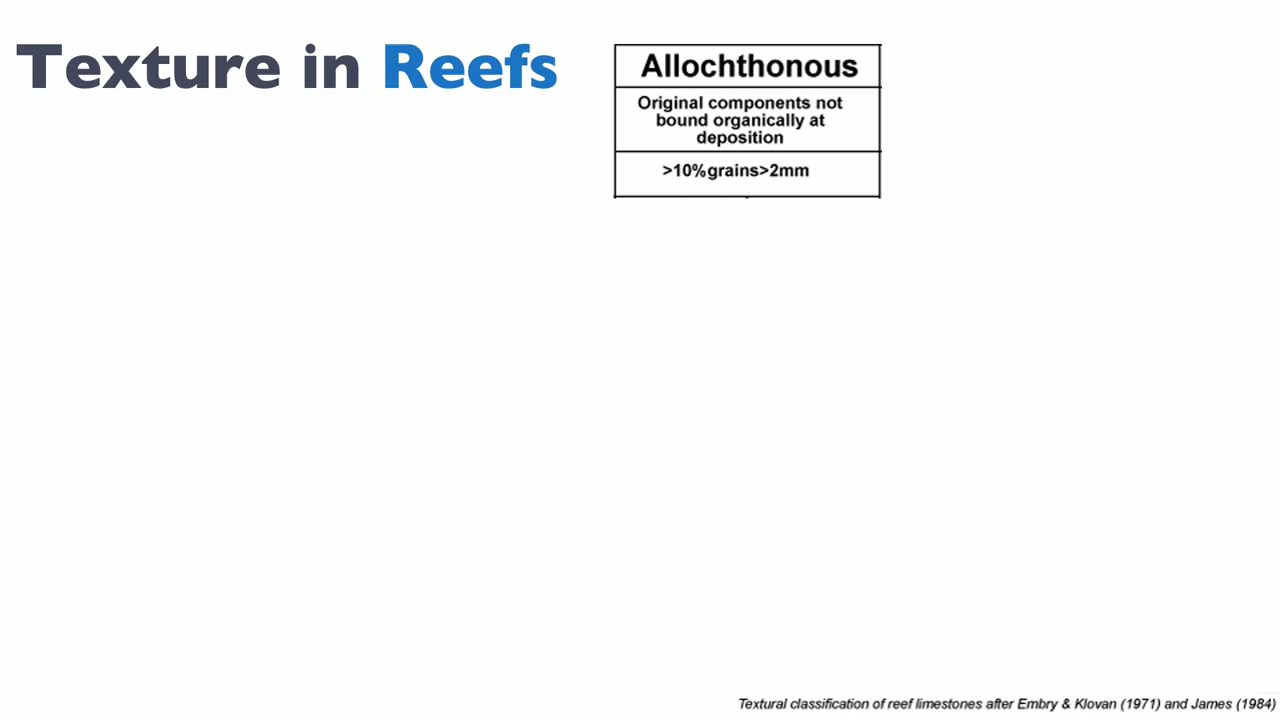 Texture in Reefs
Allochthonous
Original components not
bound organically at
deposition
>10%grains>2mm
Textural classification of reef limestones after Embry & Klovan (1971) and James (1984)